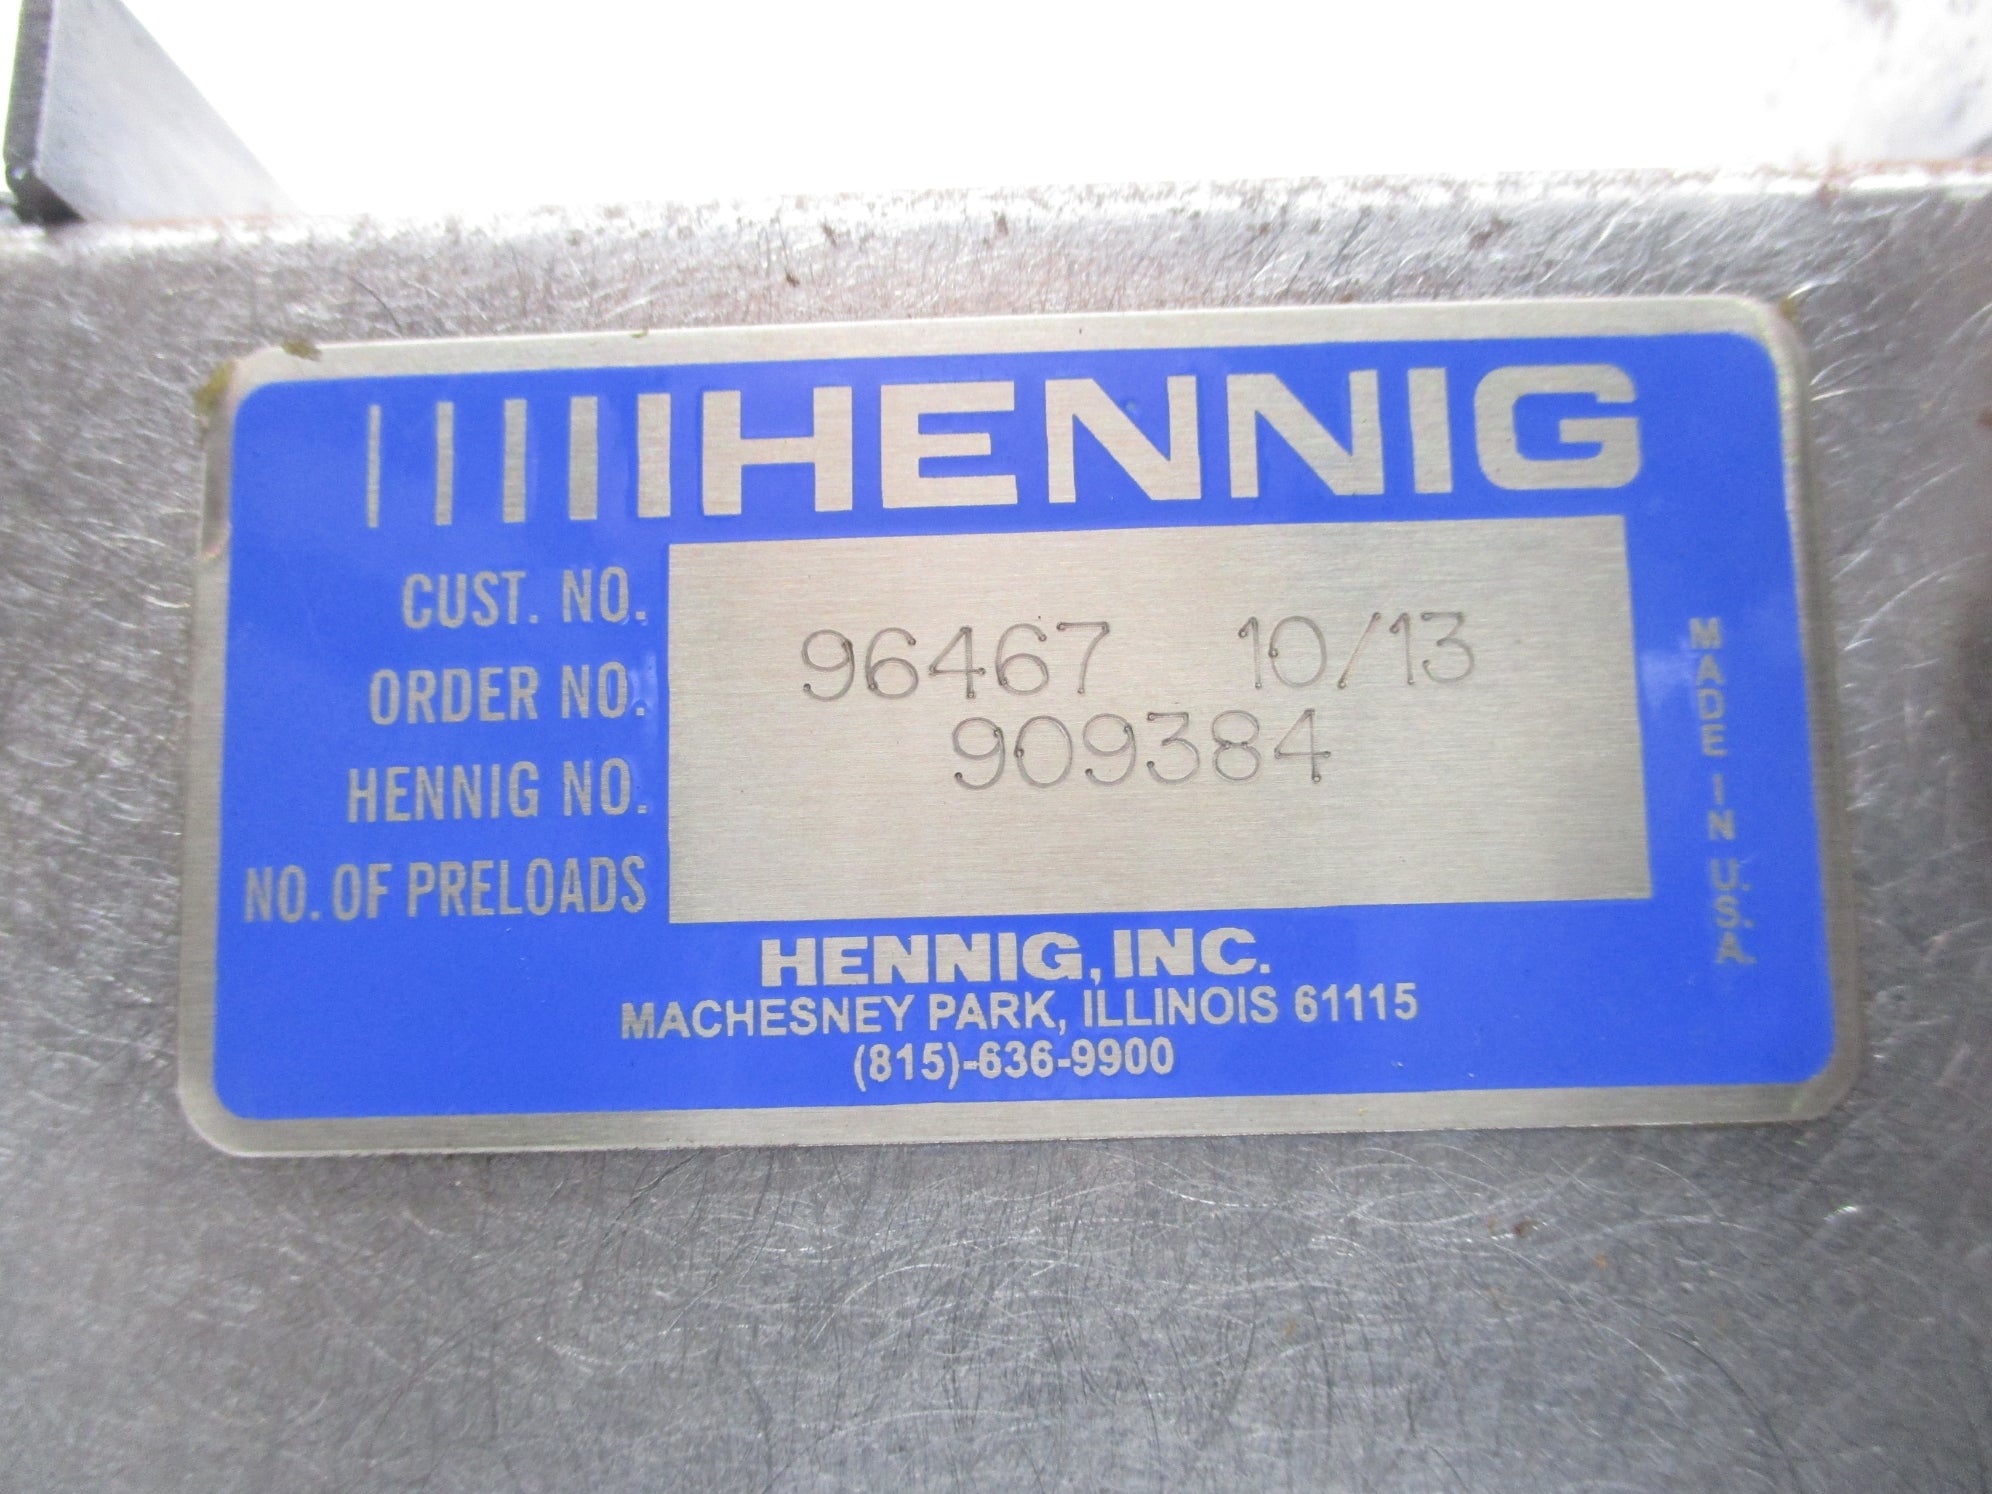 HENNIG
CUST. NO.
ORDER NO. 96467 10/13
HENNIG NO. 909384
NO. OF PRELOADS
HENNIG, INC.
MACHESNEY PARK, ILLINOIS 61115
(815)-636-9900
MADE IN U.S.A.